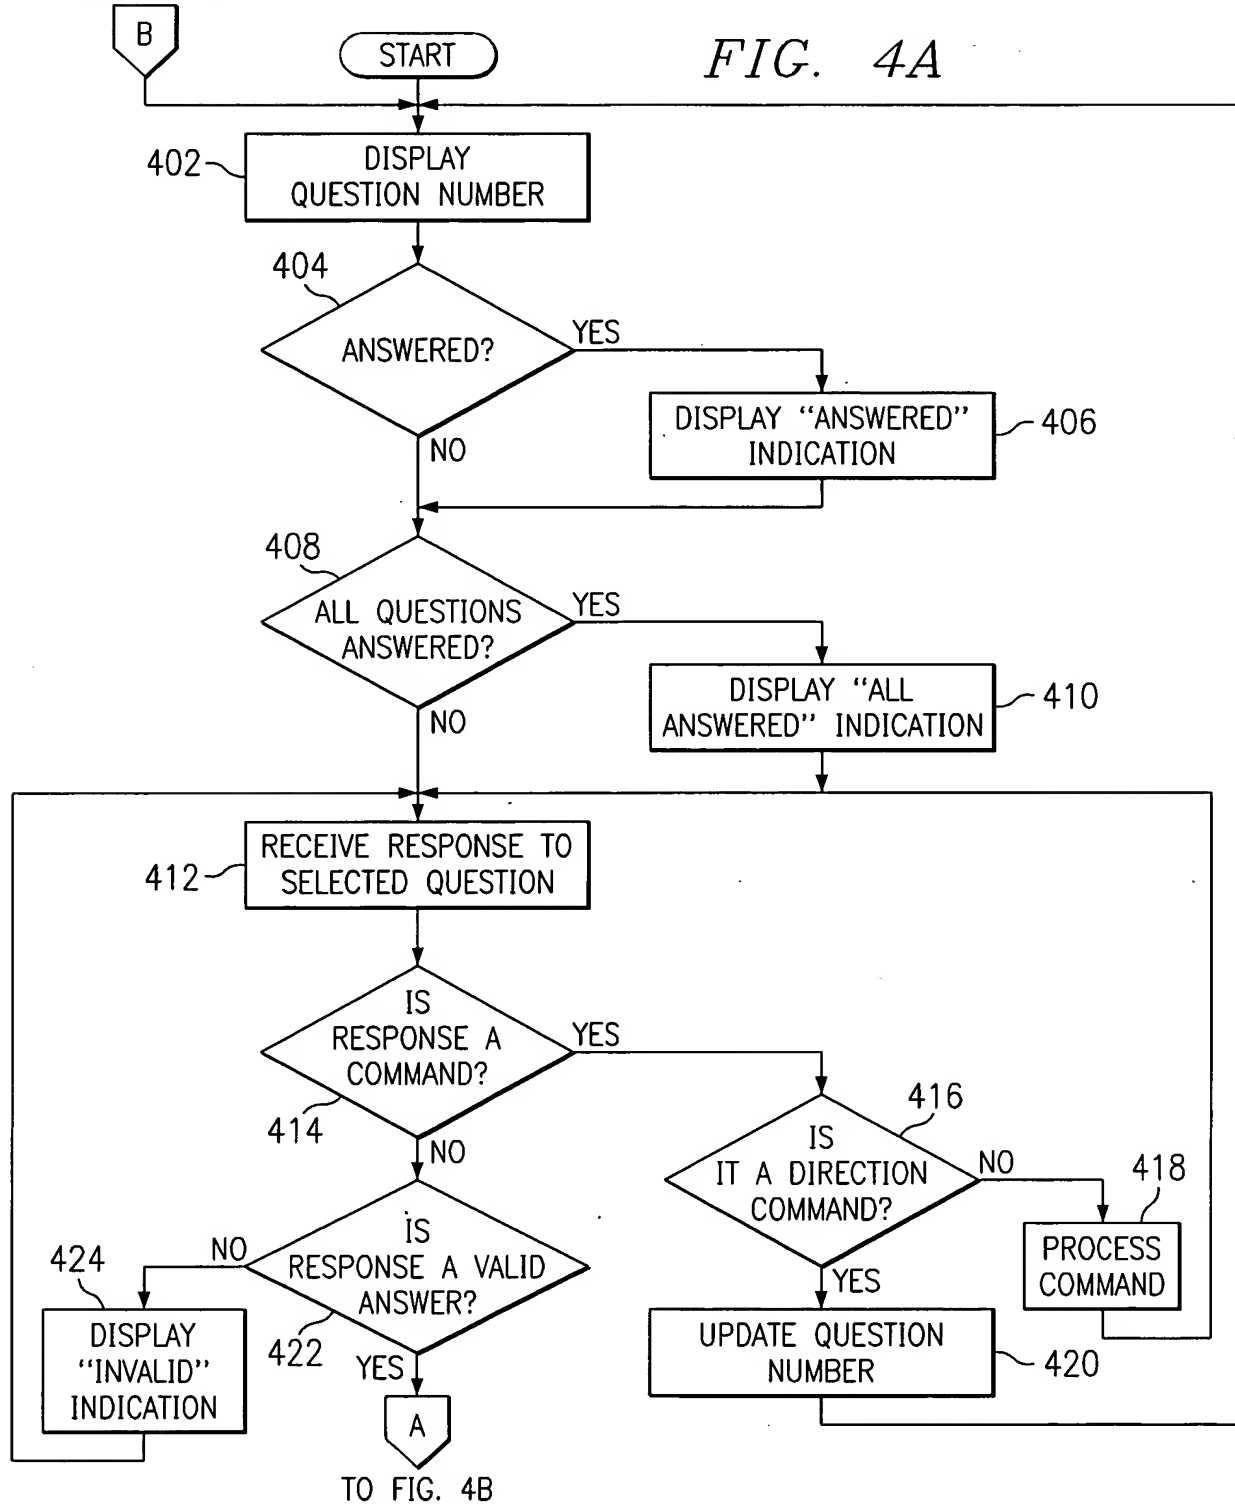 B
START
FIG. 4A
402
DISPLAY
QUESTION NUMBER
404
ANSWERED?
YES
NO
DISPLAY “ANSWERED”
INDICATION
406
408
ALL QUESTIONS
ANSWERED?
YES
NO
DISPLAY “ALL
ANSWERED” INDICATION
410
412
RECEIVE RESPONSE TO
SELECTED QUESTION
IS
RESPONSE A
COMMAND?
414
YES
NO
416
IS
IT A DIRECTION
COMMAND?
NO
YES
418
PROCESS
COMMAND
IS
RESPONSE A VALID
ANSWER?
422
NO
YES
424
DISPLAY
“INVALID”
INDICATION
UPDATE QUESTION
NUMBER
420
A
TO FIG. 4B